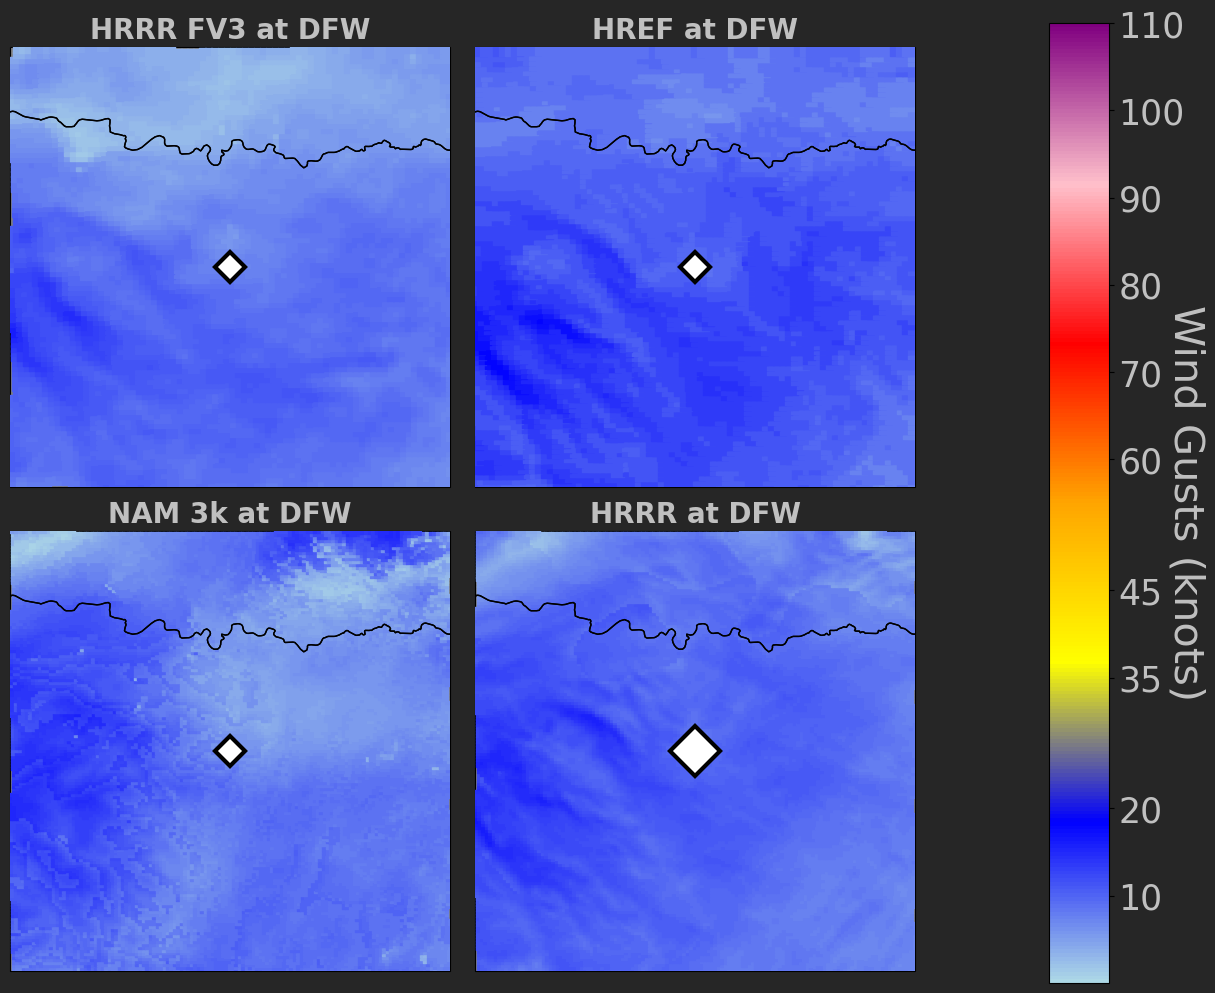 HRRR FV3 at DFW
HREF at DFW
NAM 3k at DFW
HRRR at DFW
110
100
90
80
70
60
45
35
20
10
Wind Gusts (knots)